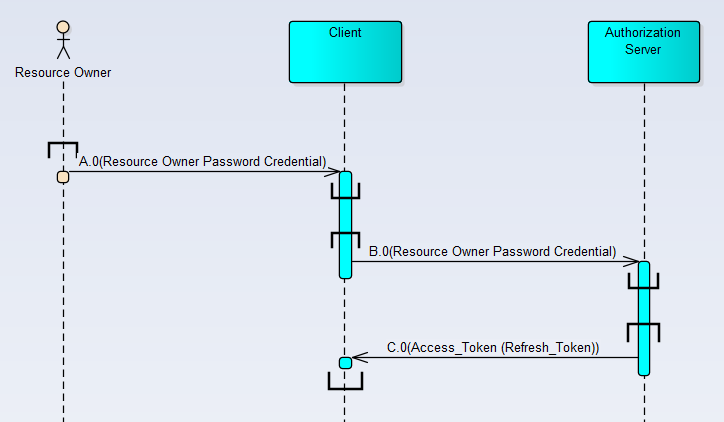 Resource Owner
Client
Authorization
Server
A.0(Resource Owner Password Credential)
B.0(Resource Owner Password Credential)
C.0(Access_Token (Refresh_Token))